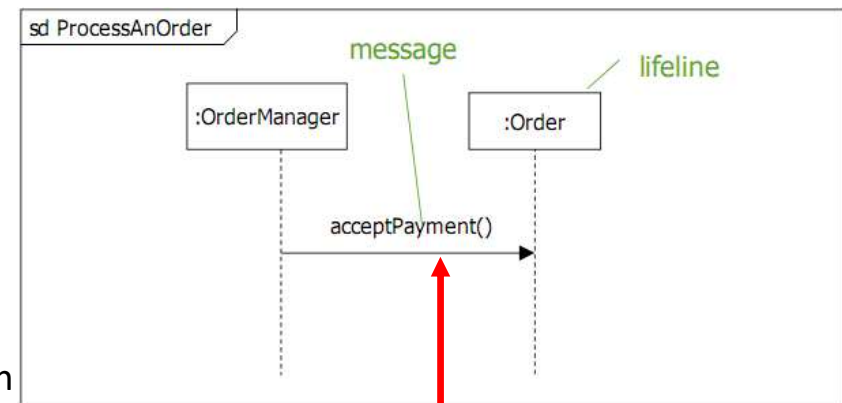 sd ProcessAnOrder
message
lifeline
:OrderManager
:Order
acceptPayment()